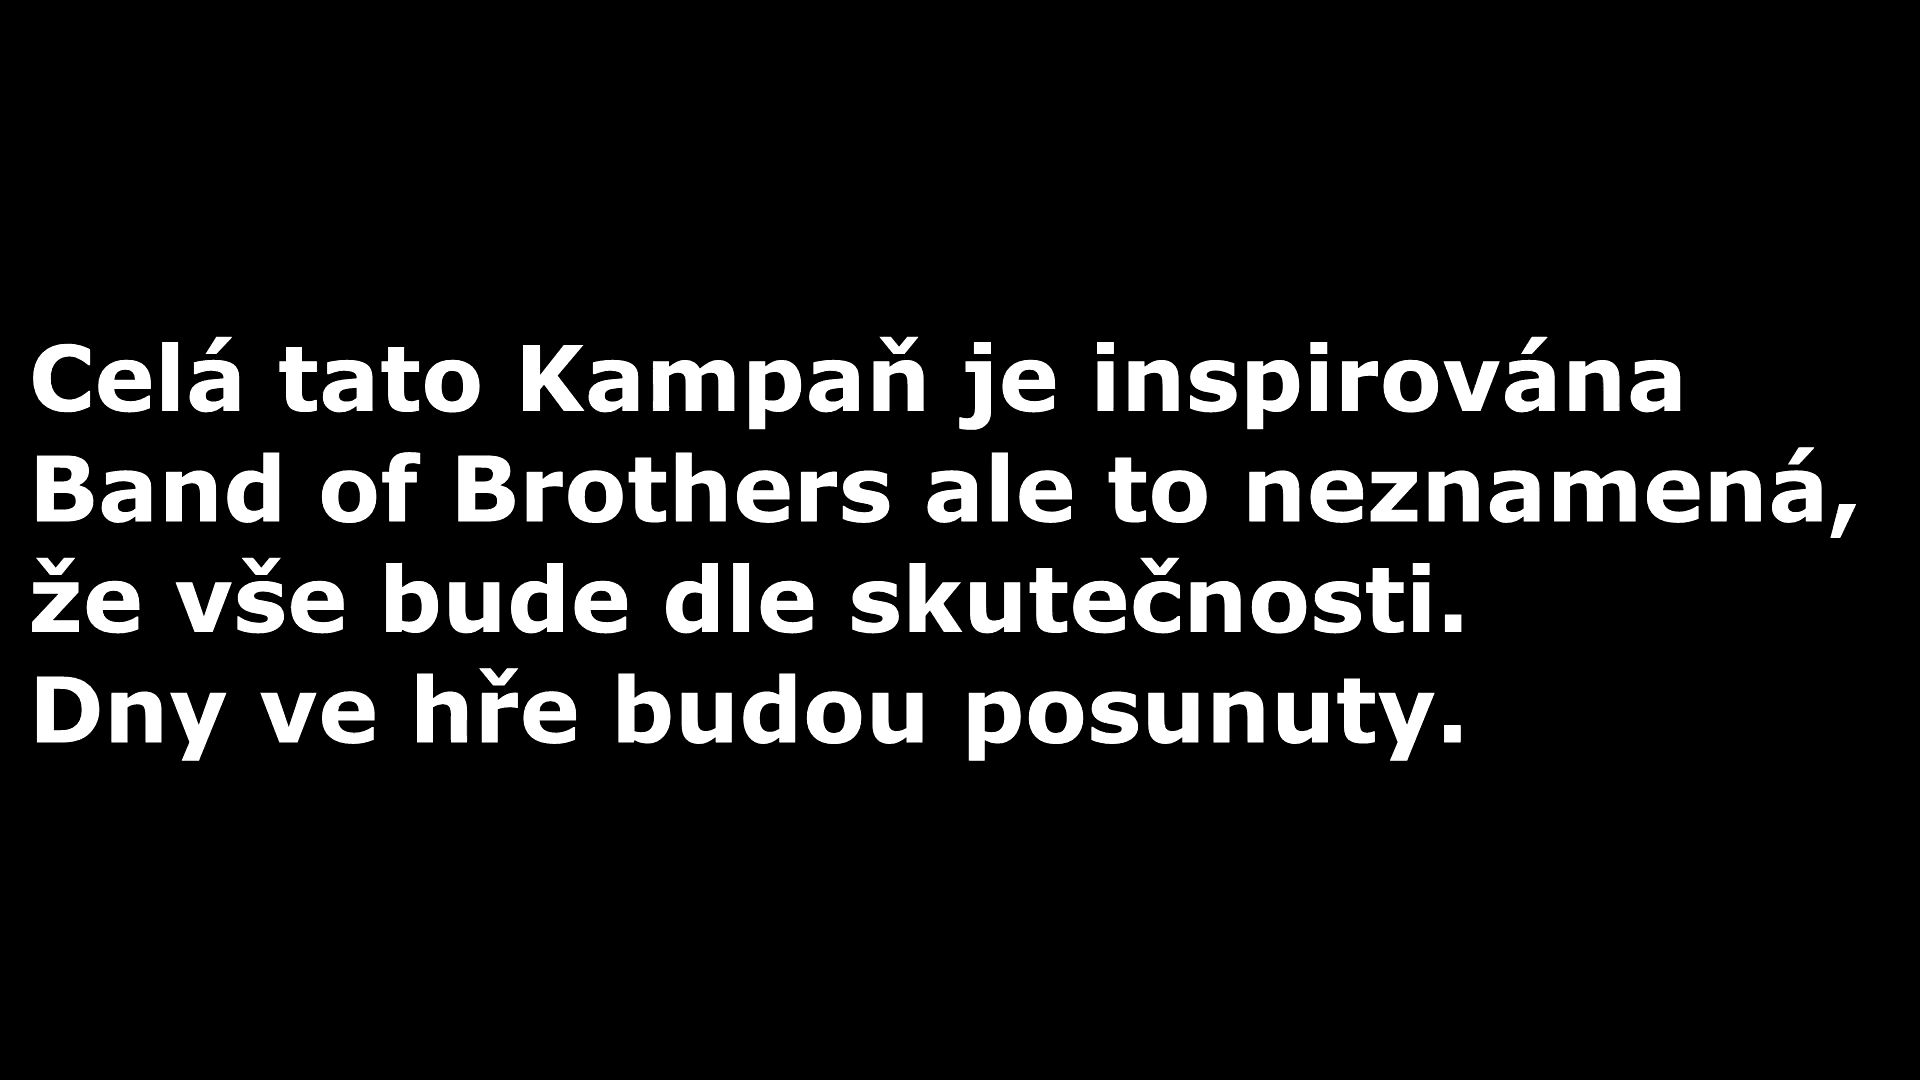 Celá tato Kampaň je inspirována
Band of Brothers ale to neznamená,
že vše bude dle skutečnosti.
Dny ve hře budou posunuty.